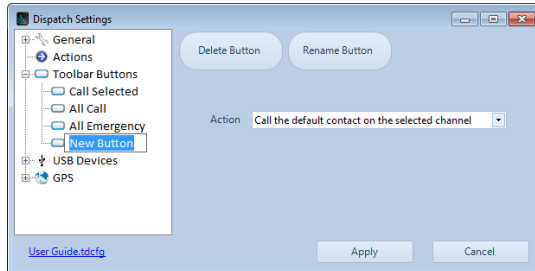 Dispatch Settings
General
Actions
Toolbar Buttons
Call Selected
All Call
All Emergency
New Button
USB Devices
GPS
Delete Button
Rename Button
Action
Call the default contact on the selected channel
User Guide.tdcfg
Apply
Cancel